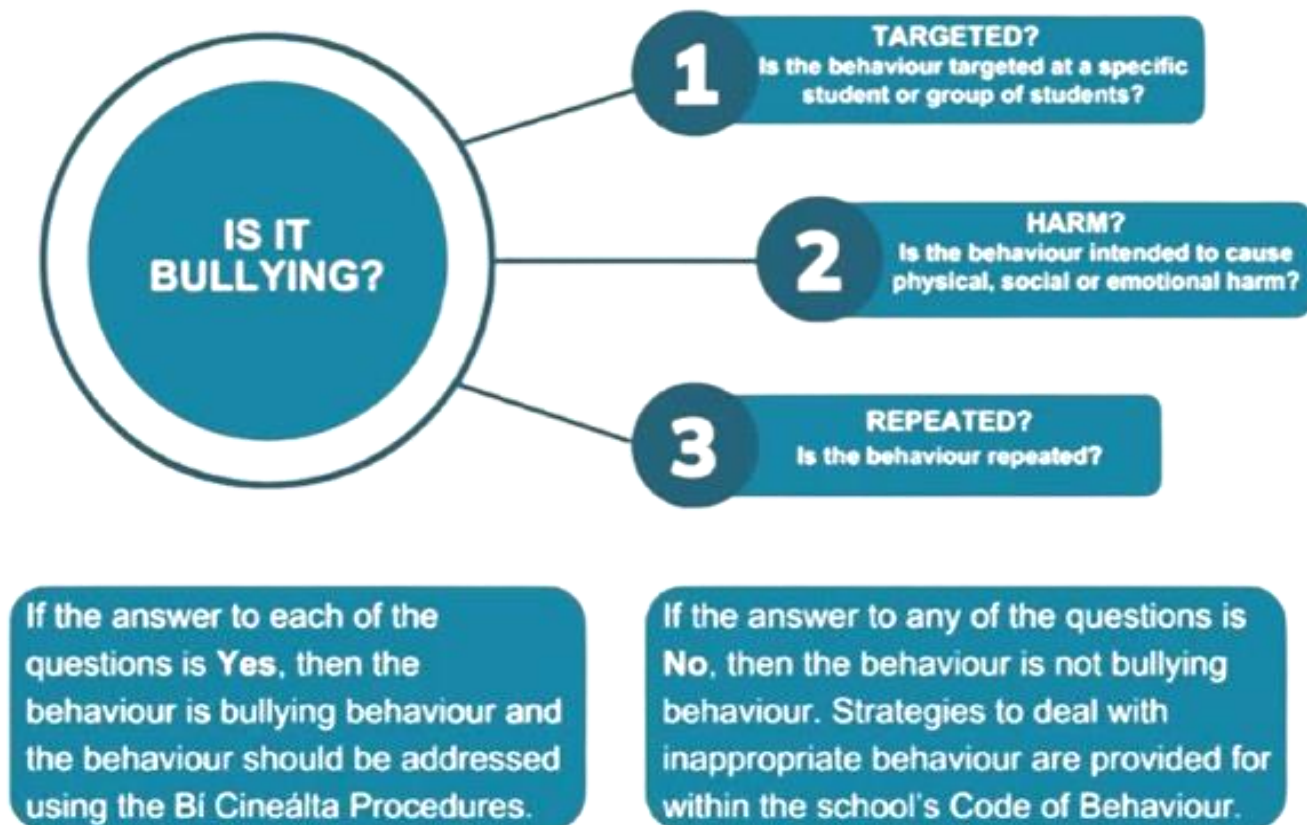 IS IT
BULLYING?
1
TARGETED?
Is the behaviour targeted at a specific
student or group of students?
2
HARM?
Is the behaviour intended to cause
physical, social or emotional harm?
3
REPEATED?
Is the behaviour repeated?
If the answer to each of the
questions is Yes, then the
behaviour is bullying behaviour and
the behaviour should be addressed
using the Bí Cineálta Procedures.
If the answer to any of the questions is
No, then the behaviour is not bullying
behaviour. Strategies to deal with
inappropriate behaviour are provided for
within the school's Code of Behaviour.